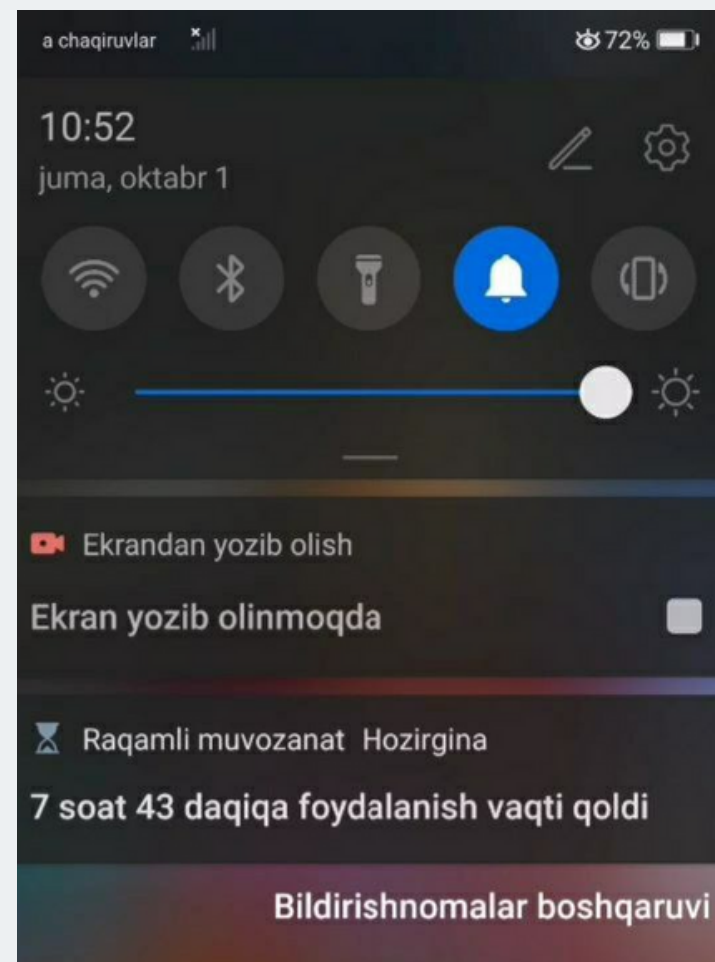 a chaqiruvlar 72%
10:52
juma, oktabr 1
Ekrandan yozib olish
Ekran yozib olinmoqda
Raqamli muvozanat Hozirgina
7 soat 43 daqiqa foydalanish vaqti qoldi
Bildirishnomalar boshqaruvi